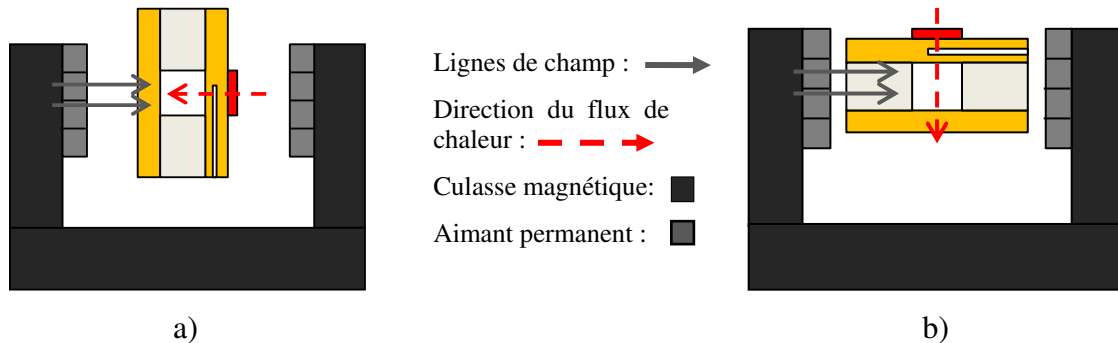 Lignes de champ :
Direction du flux de
chaleur :
Culasse magnétique:
Aimant permanent :
a)
b)